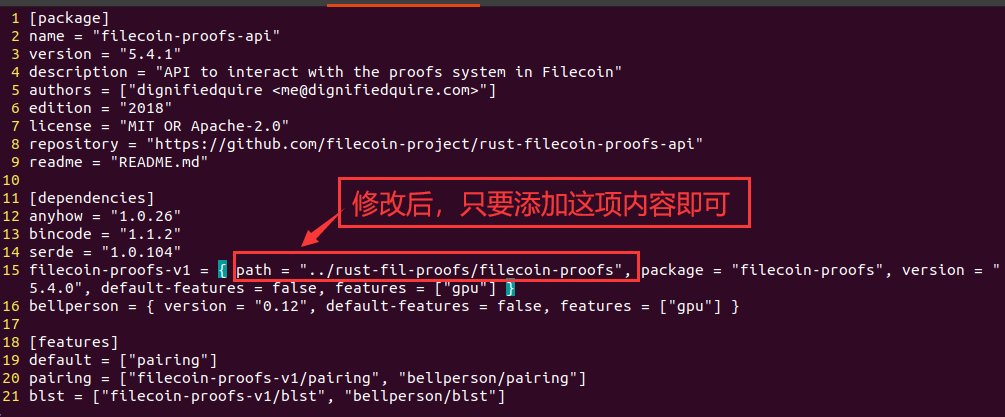 1 [package]
2 name = "filecoin-proofs-api"
3 version = "5.4.1"
4 description = "API to interact with the proofs system in Filecoin"
5 authors = ["dignifiedquire <me@dignifiedquire.com>"]
6 edition = "2018"
7 license = "MIT OR Apache-2.0"
8 repository = "https://github.com/filecoin-project/rust-filecoin-proofs-api"
9 readme = "README.md"
10
11 [dependencies]
修改后，只要添加这项内容即可
12 anyhow = "1.0.26"
13 bincode = "1.1.2"
14 serde = "1.0.104"
15 filecoin-proofs-v1 = { path = "../rust-fil-proofs/filecoin-proofs", package = "filecoin-proofs", version = "
5.4.0", default-features = false, features = ["gpu"] }
16 bellperson = { version = "0.12", default-features = false, features = ["gpu"] }
17
18 [features]
19 default = ["pairing"]
20 pairing = ["filecoin-proofs-v1/pairing", "bellperson/pairing"]
21 blst = ["filecoin-proofs-v1/blst", "bellperson/blst"]